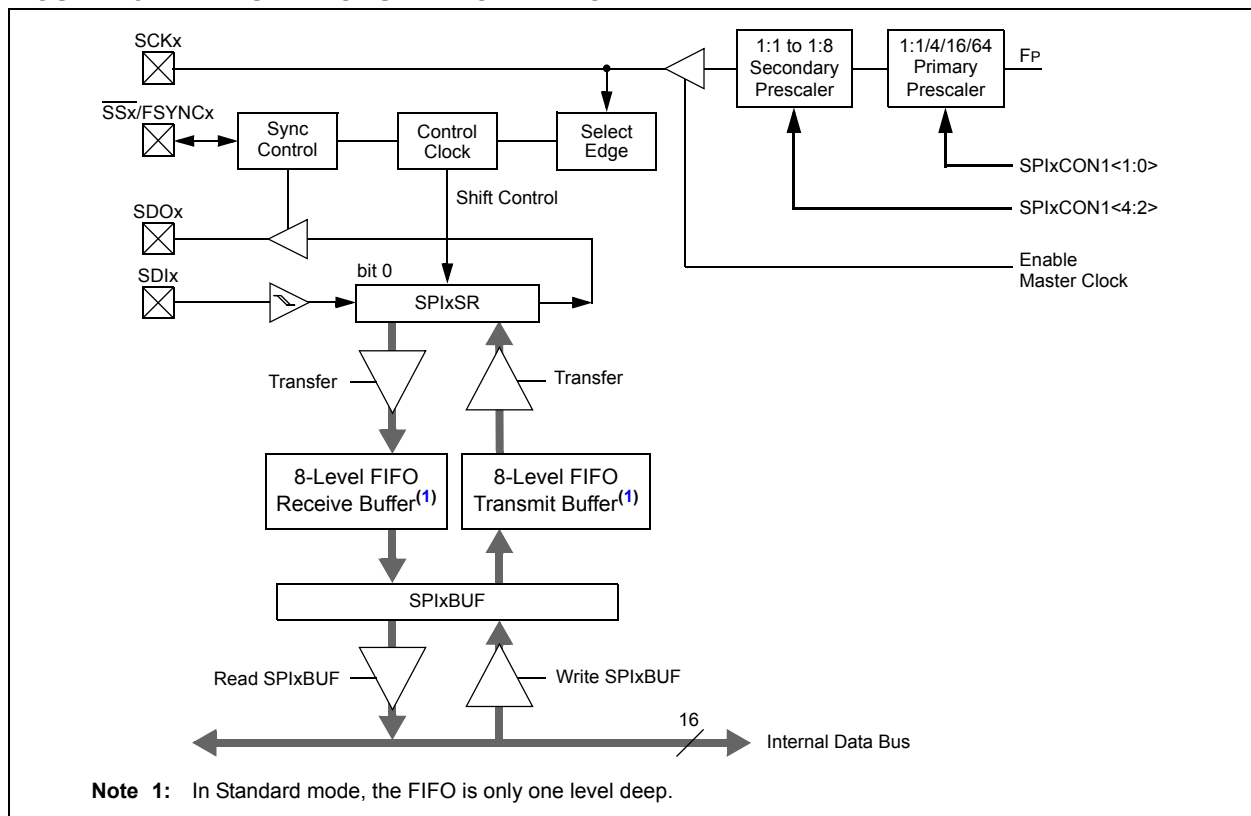 SCKx
1:1 to 1:8
Secondary
Prescaler
1:1/4/16/64
Primary
Prescaler
FP
SSx/FSYNCx
Sync
Control
Control
Clock
Select
Edge
SPIxCON1<1:0>
Shift Control
SPIxCON1<4:2>
SDOx
Enable
Master Clock
SDIx
bit 0
SPIxSR
Transfer
Transfer
8-Level FIFO
Receive Buffer(1)
8-Level FIFO
Transmit Buffer(1)
SPIxBUF
Read SPIxBUF
Write SPIxBUF
16
Internal Data Bus
Note 1: In Standard mode, the FIFO is only one level deep.